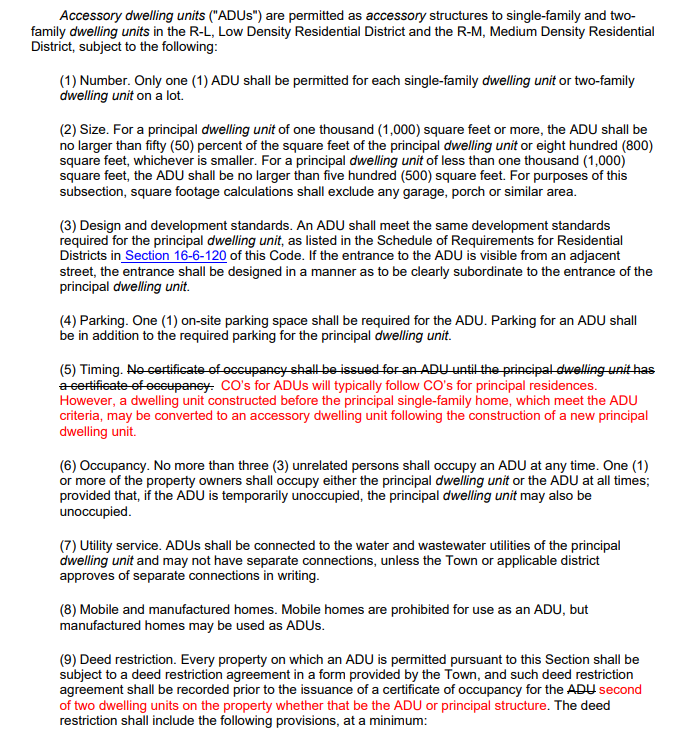 Accessory dwelling units ("ADUs") are permitted as accessory structures to single-family and two-
family dwelling units in the R-L, Low Density Residential District and the R-M, Medium Density Residential
District, subject to the following:
(1) Number. Only one (1) ADU shall be permitted for each single-family dwelling unit or two-family
dwelling unit on a lot.
(2) Size. For a principal dwelling unit of one thousand (1,000) square feet or more, the ADU shall be
no larger than fifty (50) percent of the square feet of the principal dwelling unit or eight hundred (800)
square feet, whichever is smaller. For a principal dwelling unit of less than one thousand (1,000)
square feet, the ADU shall be no larger than five hundred (500) square feet. For purposes of this
subsection, square footage calculations shall exclude any garage, porch or similar area.
(3) Design and development standards. An ADU shall meet the same development standards
required for the principal dwelling unit, as listed in the Schedule of Requirements for Residential
Districts in Section 16-6-120 of this Code. If the entrance to the ADU is visible from an adjacent
street, the entrance shall be designed in a manner as to be clearly subordinate to the entrance of the
principal dwelling unit.
(4) Parking. One (1) on-site parking space shall be required for the ADU. Parking for an ADU shall
be in addition to the required parking for the principal dwelling unit.
(5) Timing. No certificate of occupancy shall be issued for an ADU until the principal dwelling unit has
a certificate of occupancy. CO's for ADUs will typically follow CO's for principal residences.
However, a dwelling unit constructed before the principal single-family home, which meet the ADU
criteria, may be converted to an accessory dwelling unit following the construction of a new principal
dwelling unit.
(6) Occupancy. No more than three (3) unrelated persons shall occupy an ADU at any time. One (1)
or more of the property owners shall occupy either the principal dwelling unit or the ADU at all times;
provided that, if the ADU is temporarily unoccupied, the principal dwelling unit may also be
unoccupied.
(7) Utility service. ADUs shall be connected to the water and wastewater utilities of the principal
dwelling unit and may not have separate connections, unless the Town or applicable district
approves of separate connections in writing.
(8) Mobile and manufactured homes. Mobile homes are prohibited for use as an ADU, but
manufactured homes may be used as ADUs.
(9) Deed restriction. Every property on which an ADU is permitted pursuant to this Section shall be
subject to a deed restriction agreement in a form provided by the Town, and such deed restriction
agreement shall be recorded prior to the issuance of a certificate of occupancy for the ADU second
of two dwelling units on the property whether that be the ADU or principal structure. The deed
restriction shall include the following provisions, at a minimum: